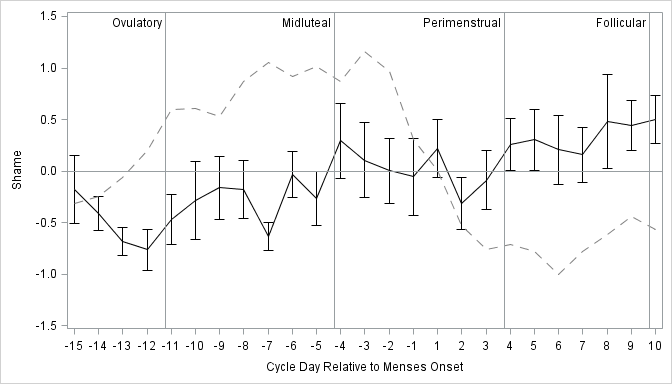 Ovulatory Midluteal Perimenstrual Follicular
1.5
1.0
0.5
0.0
-0.5
-1.0
-1.5
Shame
-15 -14 -13 -12 -11 -10 -9 -8 -7 -6 -5 -4 -3 -2 -1 1 2 3 4 5 6 7 8 9 10
Cycle Day Relative to Menses Onset